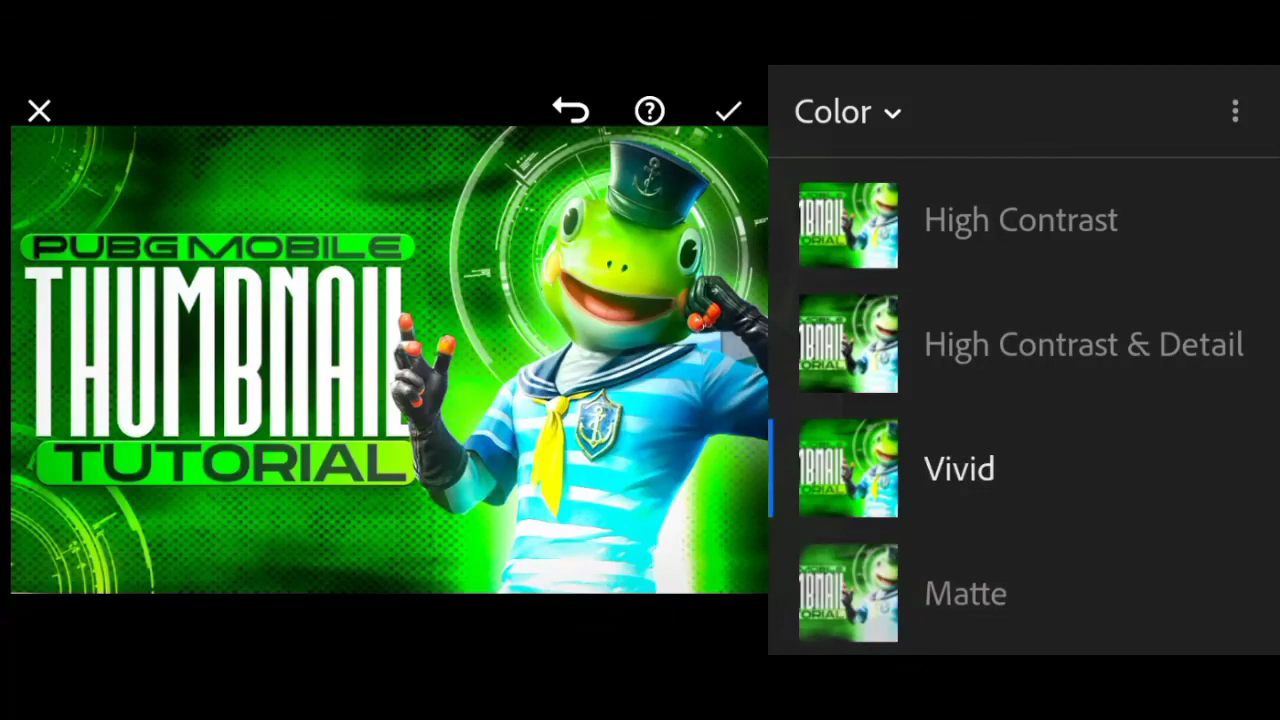 PUBG MOBILE
THUMBNAIL
TUTORIAL
Color
High Contrast
High Contrast & Detail
Vivid
Matte